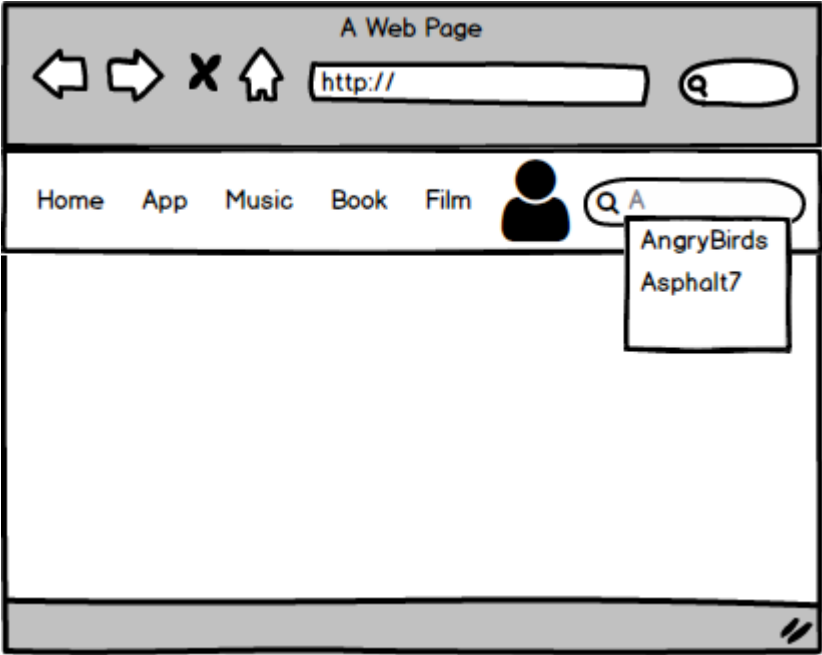 A Web Page
http://
Home App Music Book Film A
AngryBirds
Asphalt7